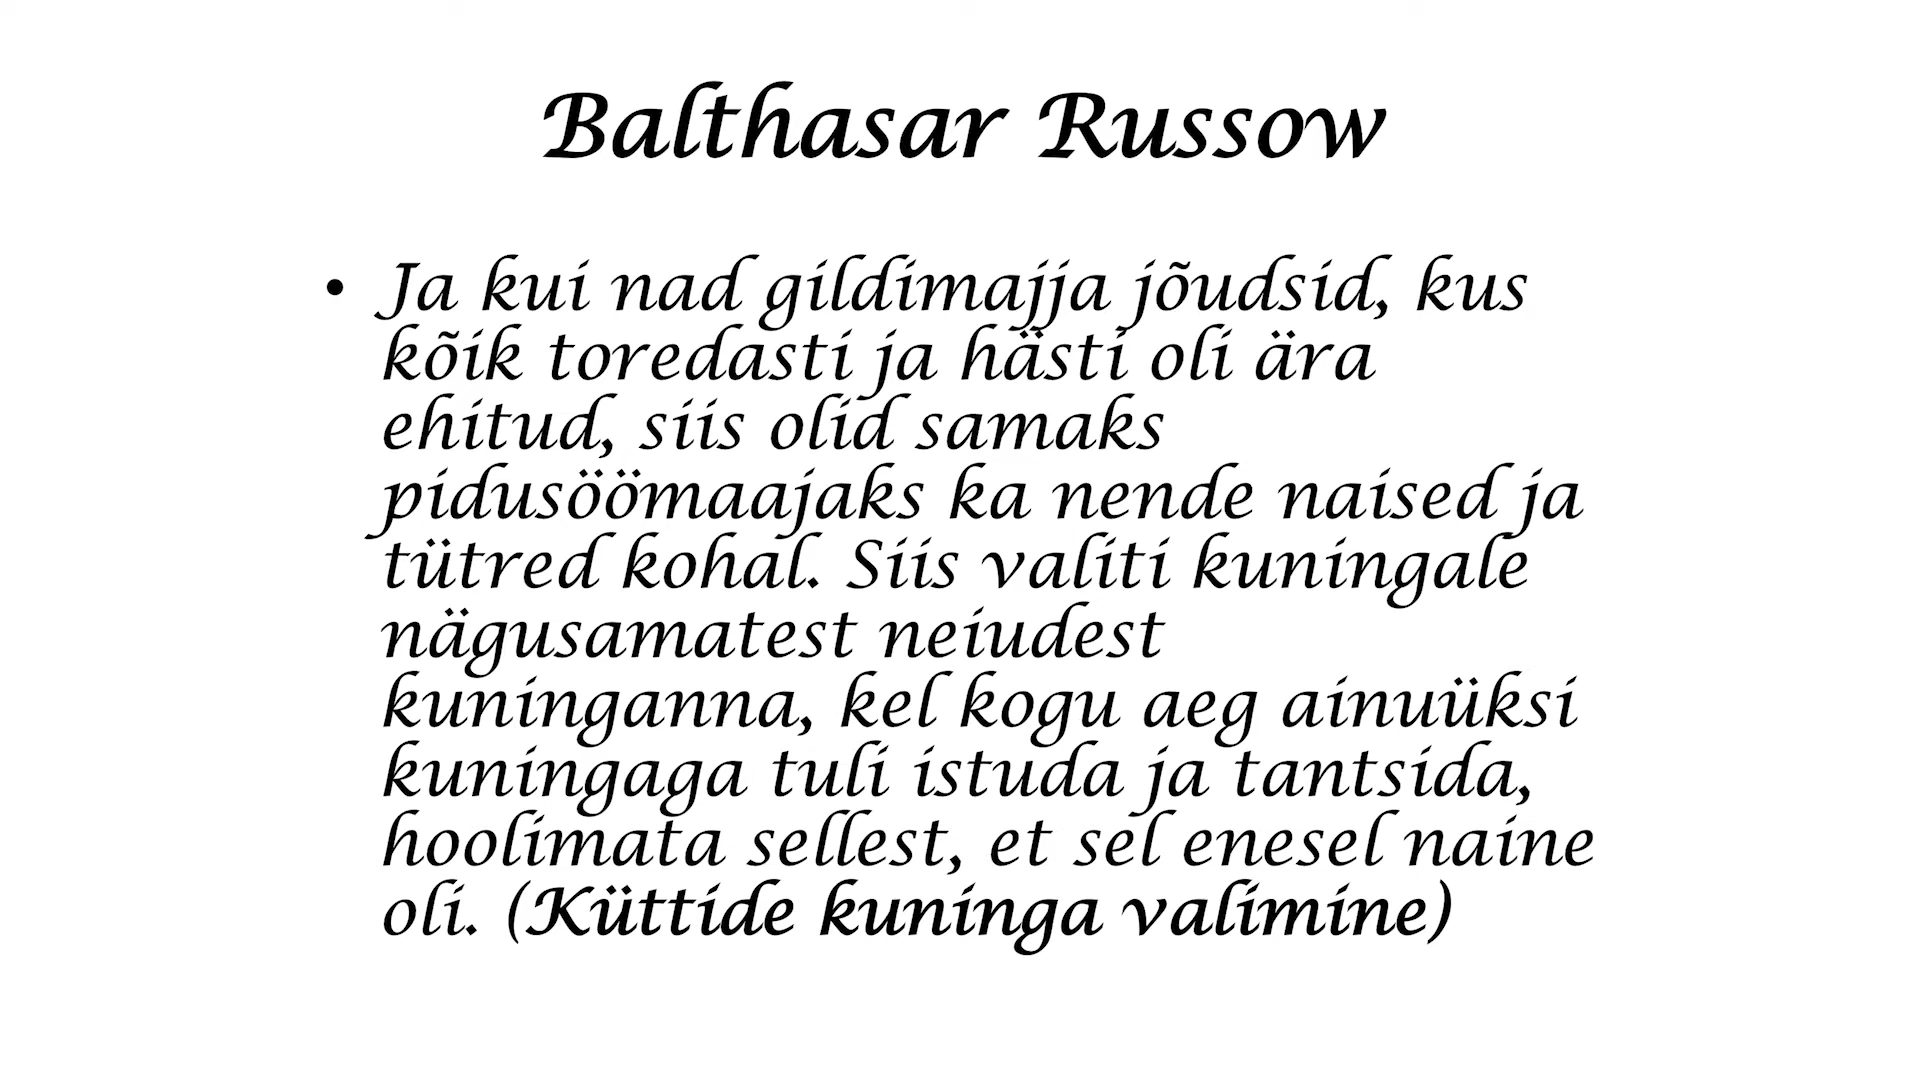 Balthasar Russow
• Ja kui nad gildimajja jõudsid, kus
kõik toredasti ja hästi oli ära
ehitud, siis olid samaks
pidusöömaajaks ka nende naised ja
tütred kohal. Siis valiti kuningale
nägusamatest neiudest
kuninganna, kel kogu aeg ainuüksi
kuningaga tuli istuda ja tantsida,
hoolimata sellest, et sel enesel naine
oli. (Küttide kuninga valimine)